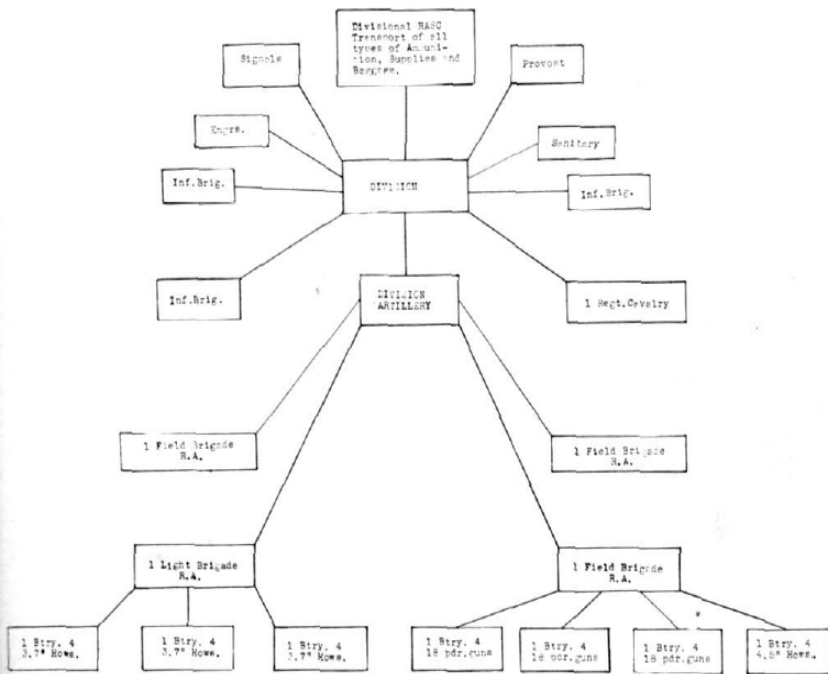 Divisional RASC
Transport of all
types of Ammuni-
tion, Supplies and
Baggage.
Signals
Provost
Engrs.
Sanitary
Inf.Brig.
DIVISION
Inf.Brig.
Inf.Brig.
DIVISION
ARTILLERY
1 Regt.Cavalry
1 Field Brigade
R.A.
1 Field Brigade
R.A.
1 Light Brigade
R.A.
1 Field Brigade
R.A.
1 Btry. 4
3.7" Hows.
1 Btry. 4
3.7" Hows.
1 Btry. 4
3.7" Hows.
1 Btry. 4
18 pdr.guns
1 Btry. 4
18 pdr.guns
1 Btry. 4
18 pdr.guns
1 Btry. 4
4.5" Hows.